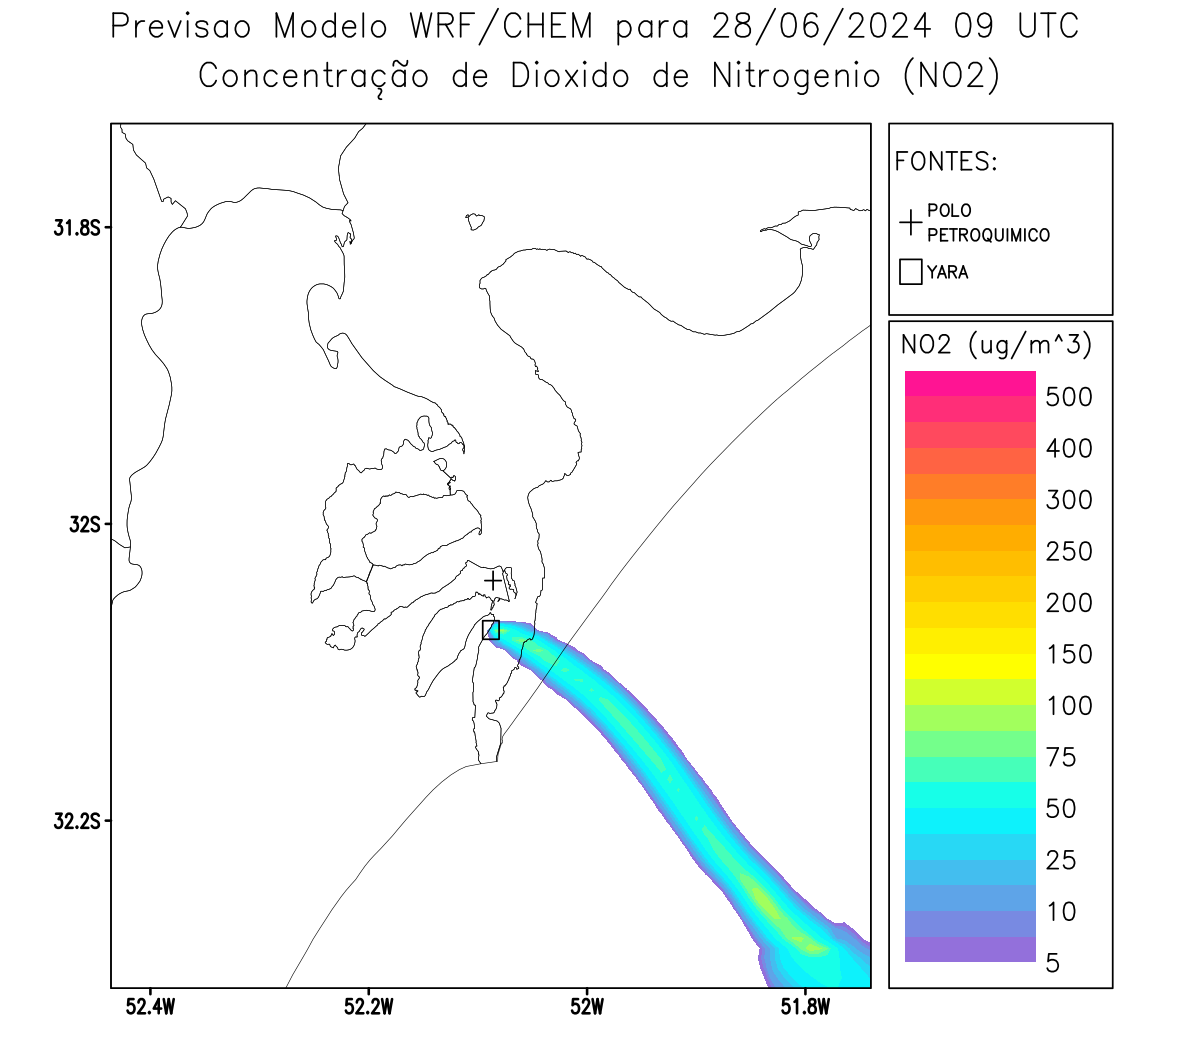 Previsao Modelo WRF/CHEM para 28/06/2024 09 UTC
Concentração de Dioxido de Nitrogenio (NO2)
FONTES:
POLO
PETROQUIMICO
YARA
NO2 (ug/m^3)
500
400
300
250
200
150
100
75
50
25
10
5
31.8S
32S
32.2S
52.4W
52.2W
52W
51.8W